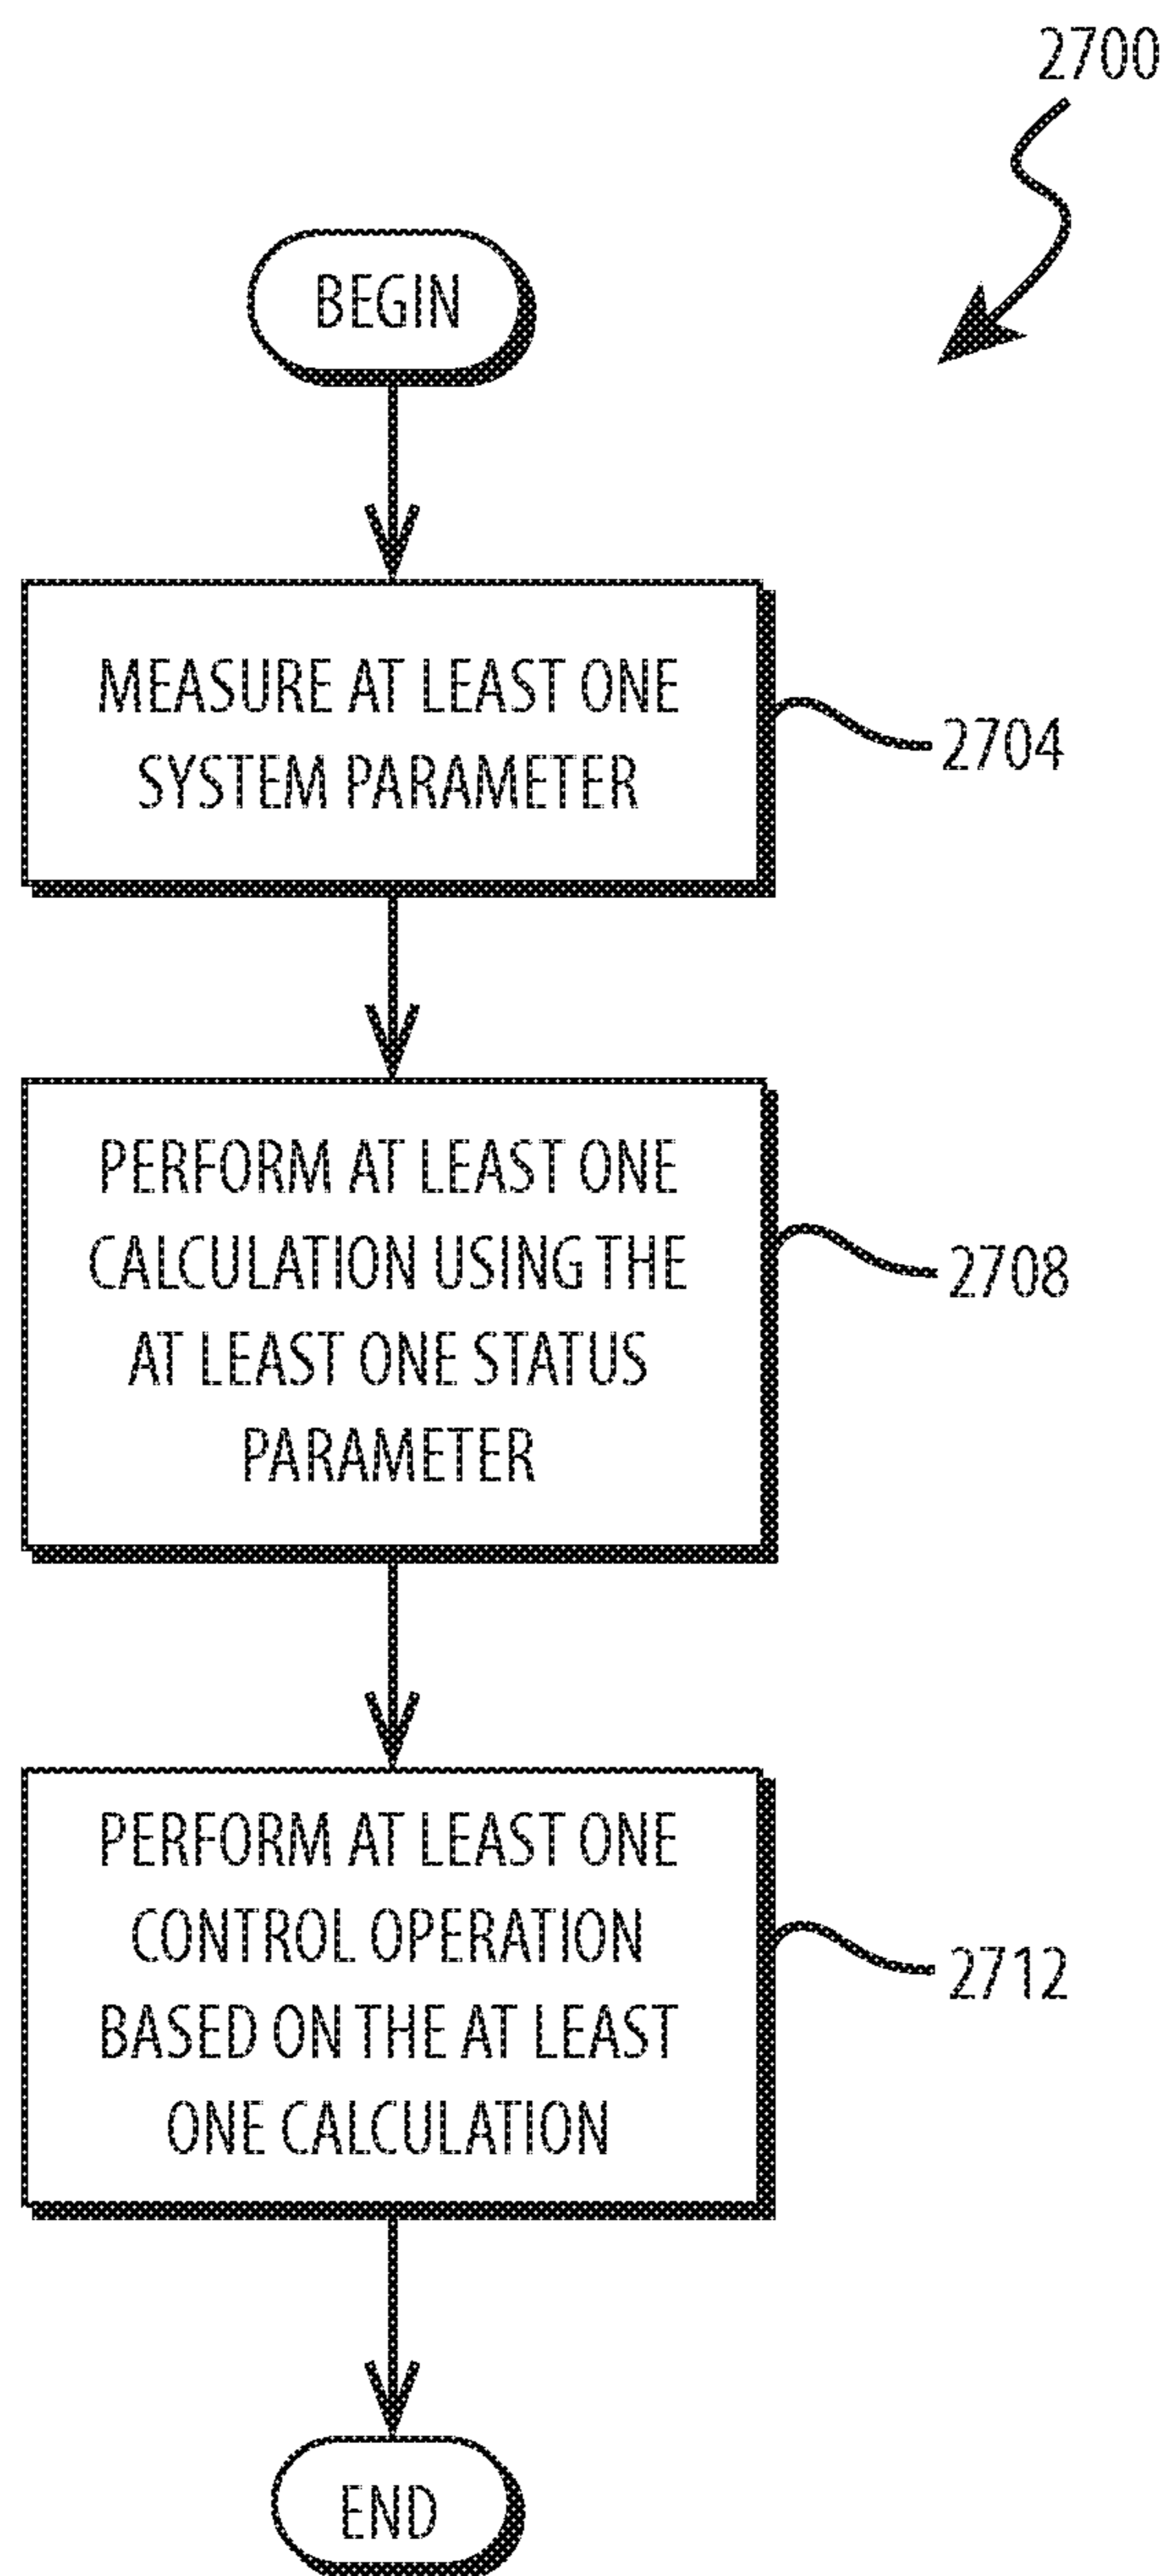 2700
BEGIN
MEASURE AT LEAST ONE
SYSTEM PARAMETER
2704
PERFORM AT LEAST ONE
CALCULATION USING THE
AT LEAST ONE STATUS
PARAMETER
2708
PERFORM AT LEAST ONE
CONTROL OPERATION
BASED ON THE AT LEAST
ONE CALCULATION
2712
END